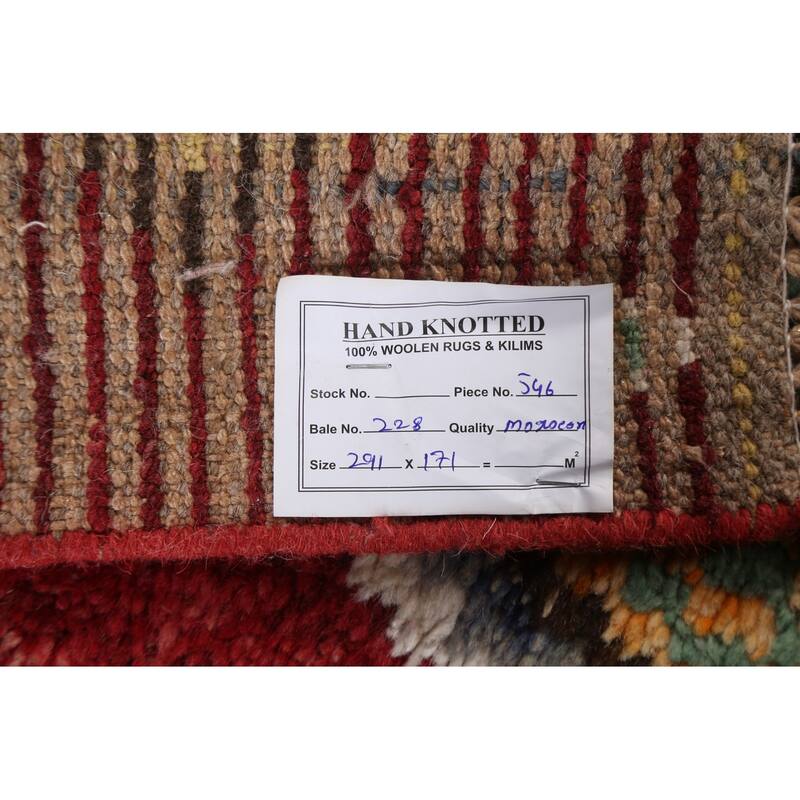 HAND KNOTTED
100% WOOLEN RUGS & KILIMS
Stock No. Piece No. 546
Bale No. 228 Quality Morocon
Size 291 X 171 = M²